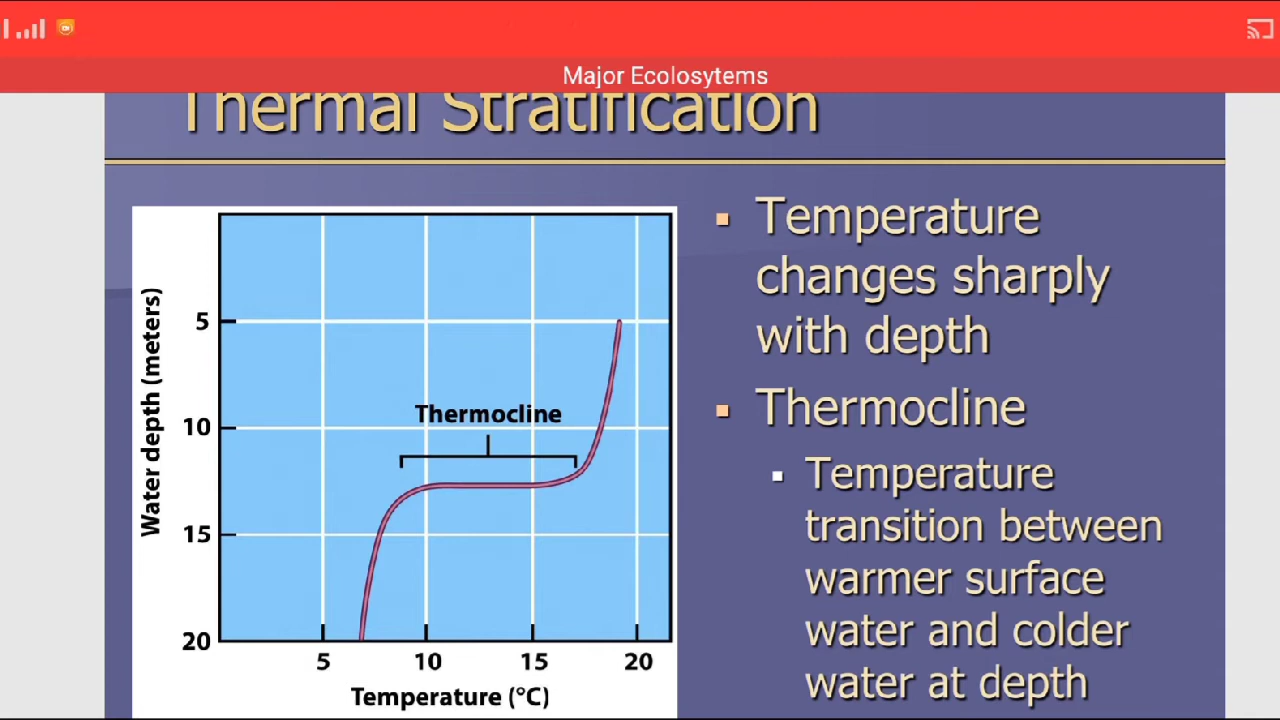 Major Ecolosytems
Thermal Stratification
Temperature
changes sharply
with depth
Thermocline
Temperature
transition between
warmer surface
water and colder
water at depth
Water depth (meters)
5
10
15
20
Thermocline
5 10 15 20
Temperature (°C)